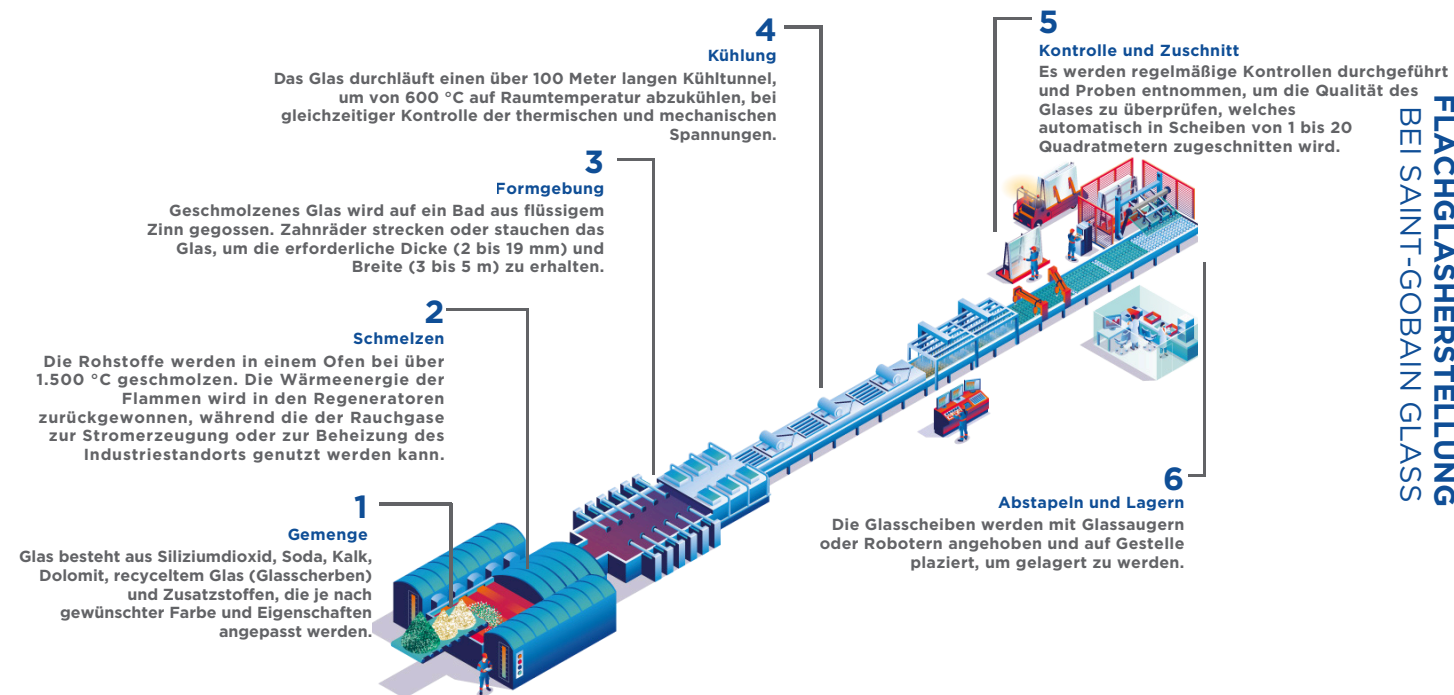 FLACHGLASHERSTELLUNG
BEI SAINT-GOBAIN GLASS
1
Gemenge
Glas besteht aus Siliziumdioxid, Soda, Kalk,
Dolomit, recyceltem Glas (Glasscherben)
und Zusatzstoffen, die je nach
gewünschter Farbe und Eigenschaften
angepasst werden.
2
Schmelzen
Die Rohstoffe werden in einem Ofen bei über
1.500 °C geschmolzen. Die Wärmeenergie der
Flammen wird in den Regeneratoren
zurückgewonnen, während die der Rauchgase
zur Stromerzeugung oder zur Beheizung des
Industriestandorts genutzt werden kann.
3
Formgebung
Geschmolzenes Glas wird auf ein Bad aus flüssigem
Zinn gegossen. Zahnräder strecken oder stauchen das
Glas, um die erforderliche Dicke (2 bis 19 mm) und
Breite (3 bis 5 m) zu erhalten.
4
Kühlung
Das Glas durchläuft einen über 100 Meter langen Kühltunnel,
um von 600 °C auf Raumtemperatur abzukühlen, bei
gleichzeitiger Kontrolle der thermischen und mechanischen
Spannungen.
5
Kontrolle und Zuschnitt
Es werden regelmäßige Kontrollen durchgeführt
und Proben entnommen, um die Qualität des
Glases zu überprüfen, welches
automatisch in Scheiben von 1 bis 20
Quadratmetern zugeschnitten wird.
6
Abstapeln und Lagern
Die Glasscheiben werden mit Glassaugern
oder Robotern angehoben und auf Gestelle
plaziert, um gelagert zu werden.